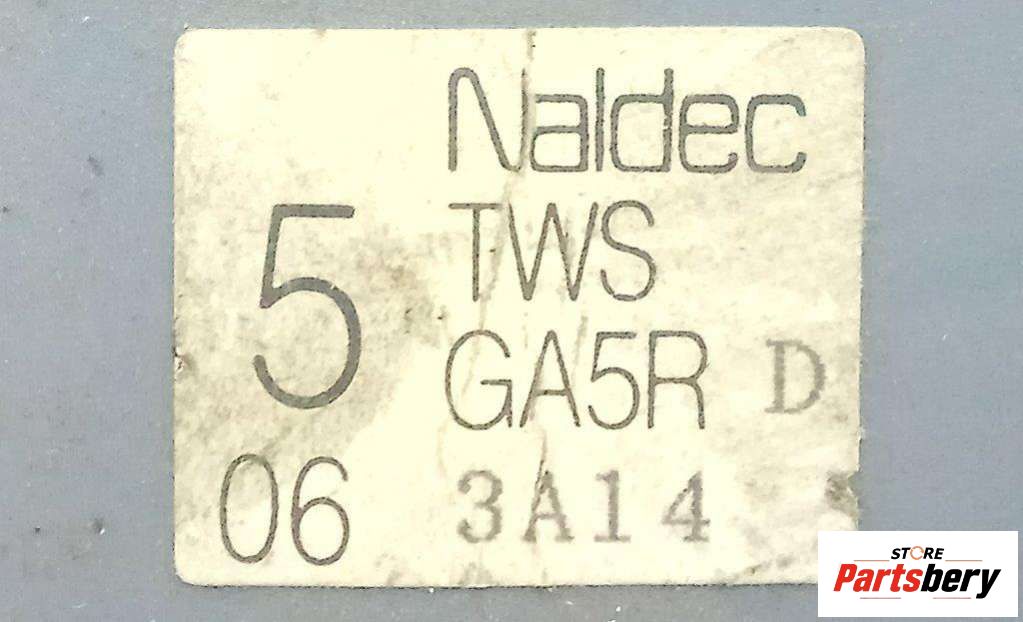 Naldec
5 TWS
GA5R D
06 3A14
STORE
Partsbery